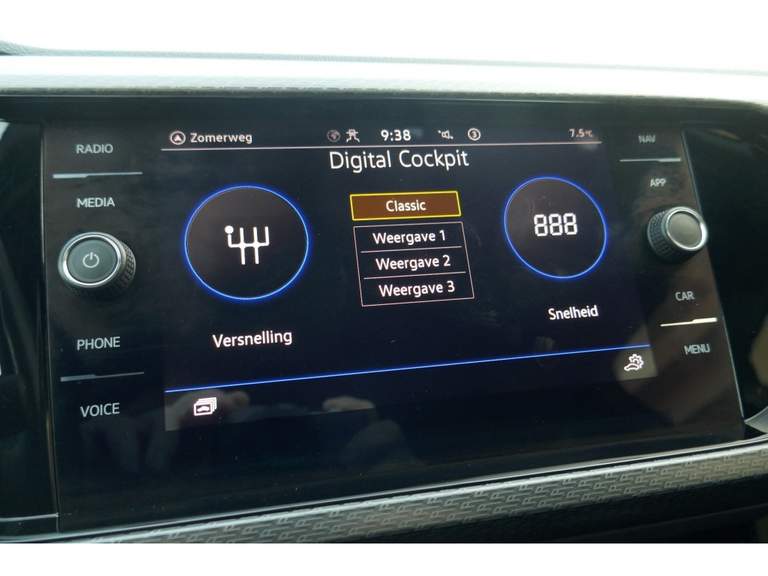 RADIO
MEDIA
PHONE
VOICE
Zomerweg
9:38
3
7.5°C
Digital Cockpit
Classic
Weergave 1
Weergave 2
Weergave 3
888
Versnelling
Snelheid
NAV
APP
CAR
MENU